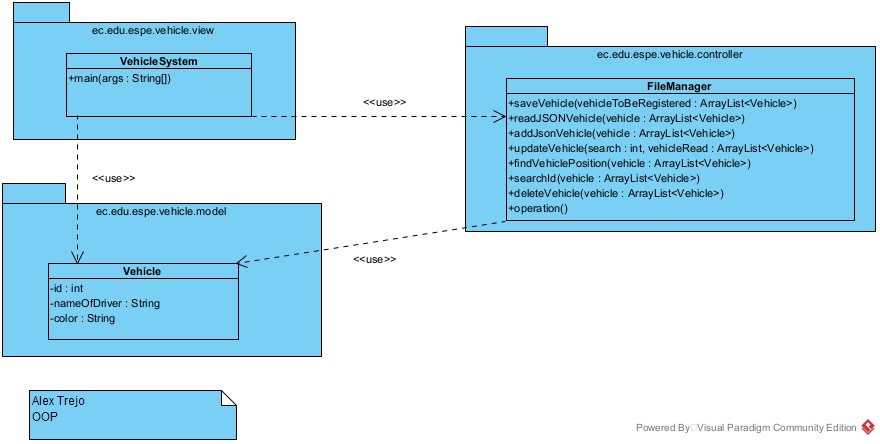 ec.edu.espe.vehicle.view
VehicleSystem
+main(args : String[])
<<use>>
ec.edu.espe.vehicle.controller
FileManager
+saveVehicle(vehicleToBeRegistered : ArrayList<Vehicle>)
+readJSONVehicle(vehicle : ArrayList<Vehicle>)
+addJsonVehicle(vehicle : ArrayList<Vehicle>)
+updateVehicle(search : int, vehicleRead : ArrayList<Vehicle>)
+findVehiclePosition(vehicle : ArrayList<Vehicle>)
+searchId(vehicle : ArrayList<Vehicle>)
+deleteVehicle(vehicle : ArrayList<Vehicle>)
+operation()
<<use>>
ec.edu.espe.vehicle.model
Vehicle
-id : int
-nameOfDriver : String
-color : String
<<use>>
Alex Trejo
OOP
Powered By Visual Paradigm Community Edition